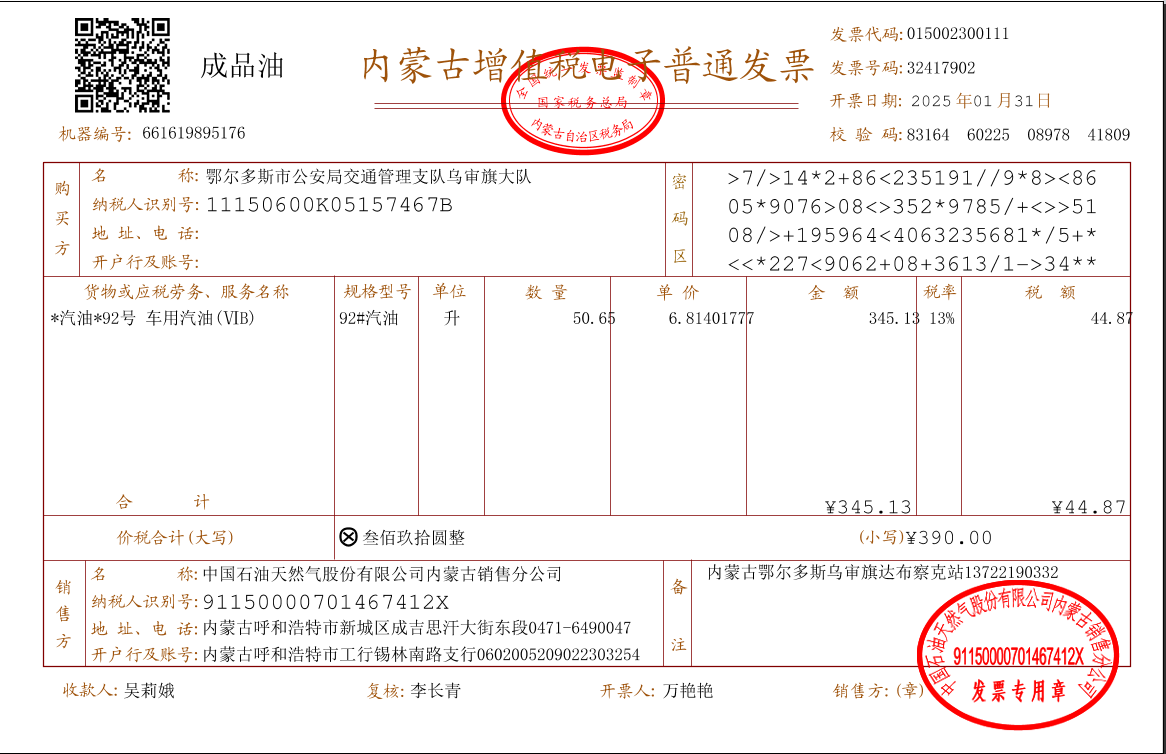 成品油
内蒙古增值税电子普通发票
全国统一发票监制章
国家税务总局
内蒙古自治区税务局
发票代码:015002300111
发票号码:32417902
开票日期: 2025 年01 月31日
校 验 码:83164 60225 08978 41809
机器编号: 661619895176
购买方
名 称: 鄂尔多斯市公安局交通管理支队乌审旗大队
纳税人识别号: 11150600K05157467B
地 址、电 话:
开户行及账号:
密码区
>7/>14*2+86<235191//9*8><86
05*9076>08<>352*9785/+<>>51
08/>+195964<4063235681*/5+*
<<*227<9062+08+3613/1->34**
货物或应税劳务、服务名称 规格型号 单位 数 量 单 价 金 额 税率 税 额
*汽油*92号 车用汽油(VIB) 92#汽油 升 50.65 6.81401777 345.13 13% 44.87
合 计 ¥345.13 ¥44.87
价税合计(大写) ⊗ 叁佰玖拾圆整 (小写)¥390.00
销售方
名 称: 中国石油天然气股份有限公司内蒙古销售分公司
纳税人识别号: 91150000701467412X
地 址、电 话: 内蒙古呼和浩特市新城区成吉思汗大街东段0471-6490047
开户行及账号: 内蒙古呼和浩特市工行锡林南路支行0602005209022303254
备注
内蒙古鄂尔多斯乌审旗达布察克站13722190332
收款人: 吴莉娥 复核: 李长青 开票人: 万艳艳 销售方: (章)
中国石油天然气股份有限公司内蒙古销售分公司
91150000701467412X
发票专用章